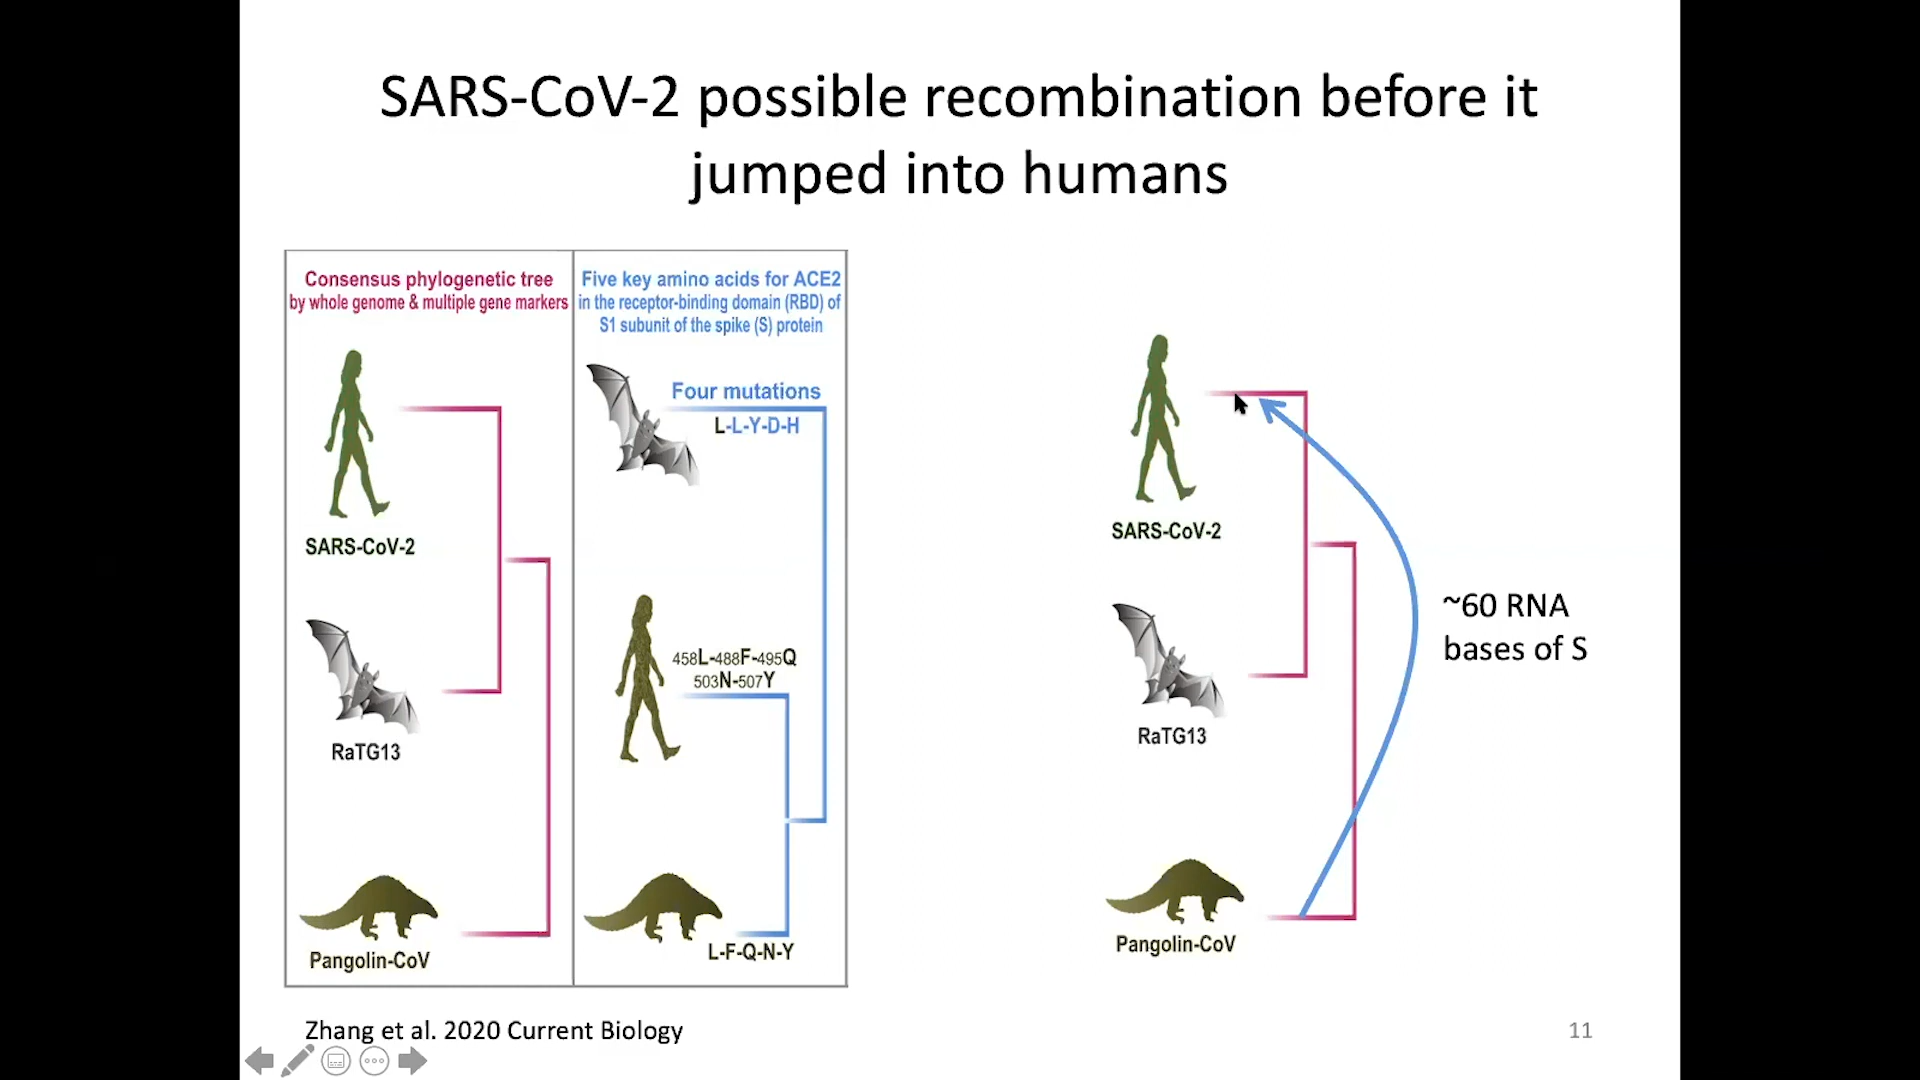 SARS-CoV-2 possible recombination before it
jumped into humans
Consensus phylogenetic tree
by whole genome & multiple gene markers
SARS-CoV-2
RaTG13
Pangolin-CoV
Five key amino acids for ACE2
in the receptor-binding domain (RBD) of
S1 subunit of the spike (S) protein
Four mutations
L-L-Y-D-H
458L-488F-495Q
503N-507Y
L-F-Q-N-Y
SARS-CoV-2
RaTG13
Pangolin-CoV
~60 RNA
bases of S
Zhang et al. 2020 Current Biology
11